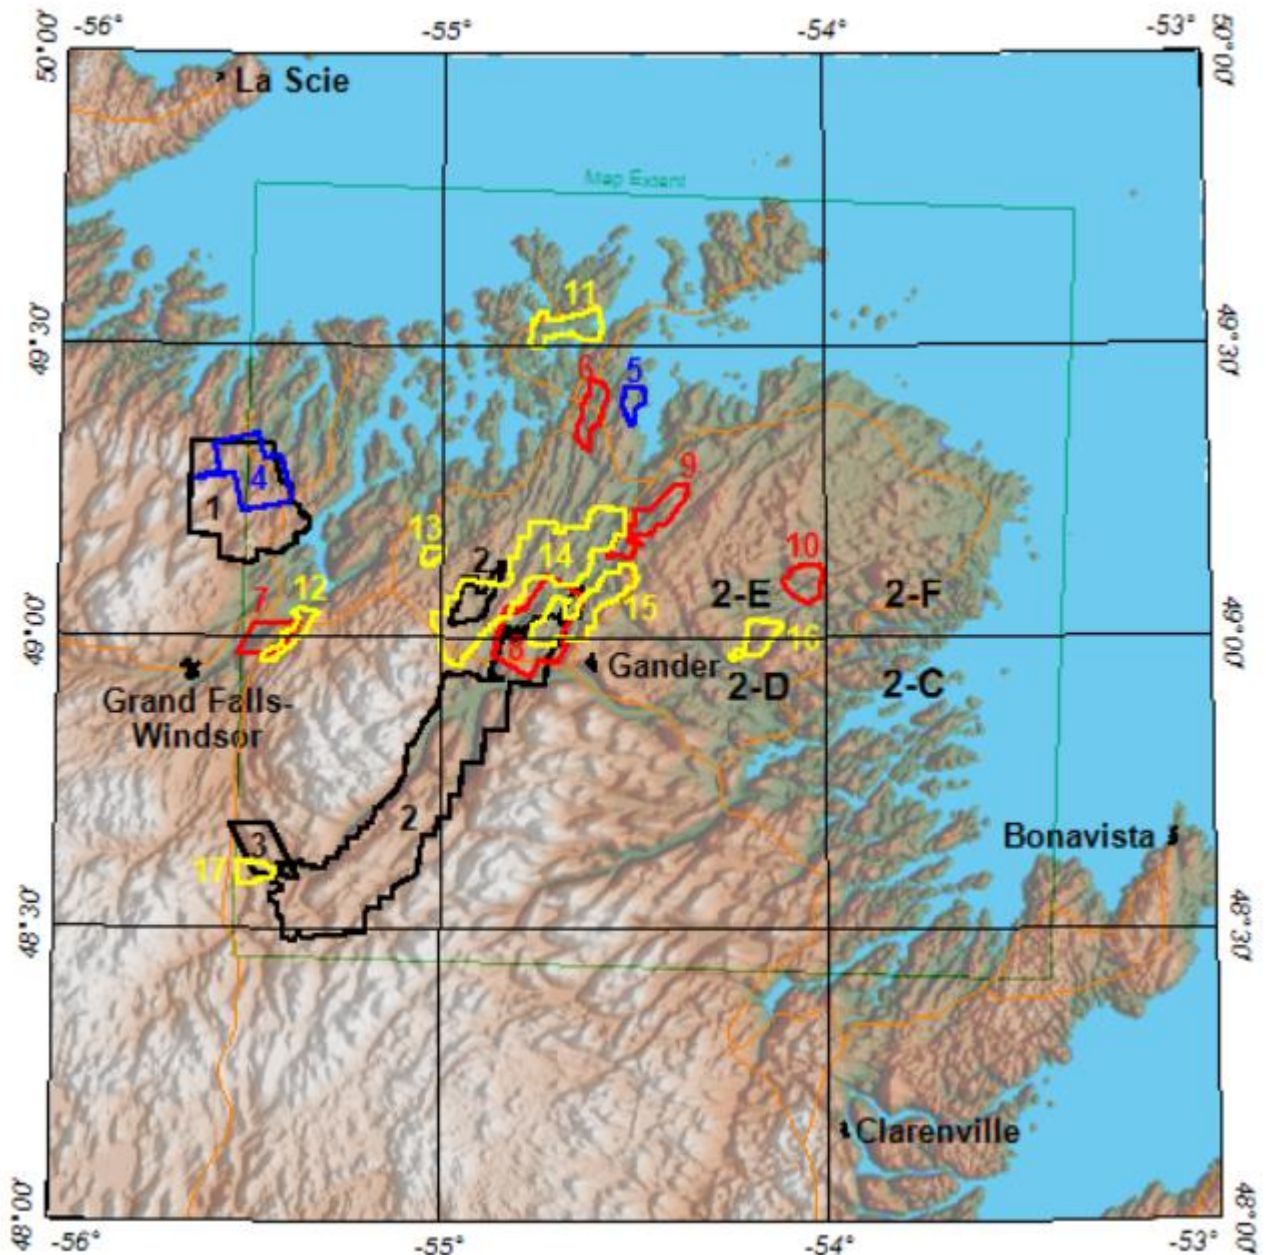 -56° -55° -54° -53°
50°00' 50°00'
La Scie
Map Extent
11
49°30' 49°30'
6 5
4
9
1
13
2 14 10
2-E 2-F
7 12 15
49°00' 16 49°00'
8 Gander
2-D 2-C
Grand Falls-
Windsor
2
3 Bonavista
17
48°30' 48°30'
Clarenville
48°00' 48°00'
-56° -55° -54° -53°